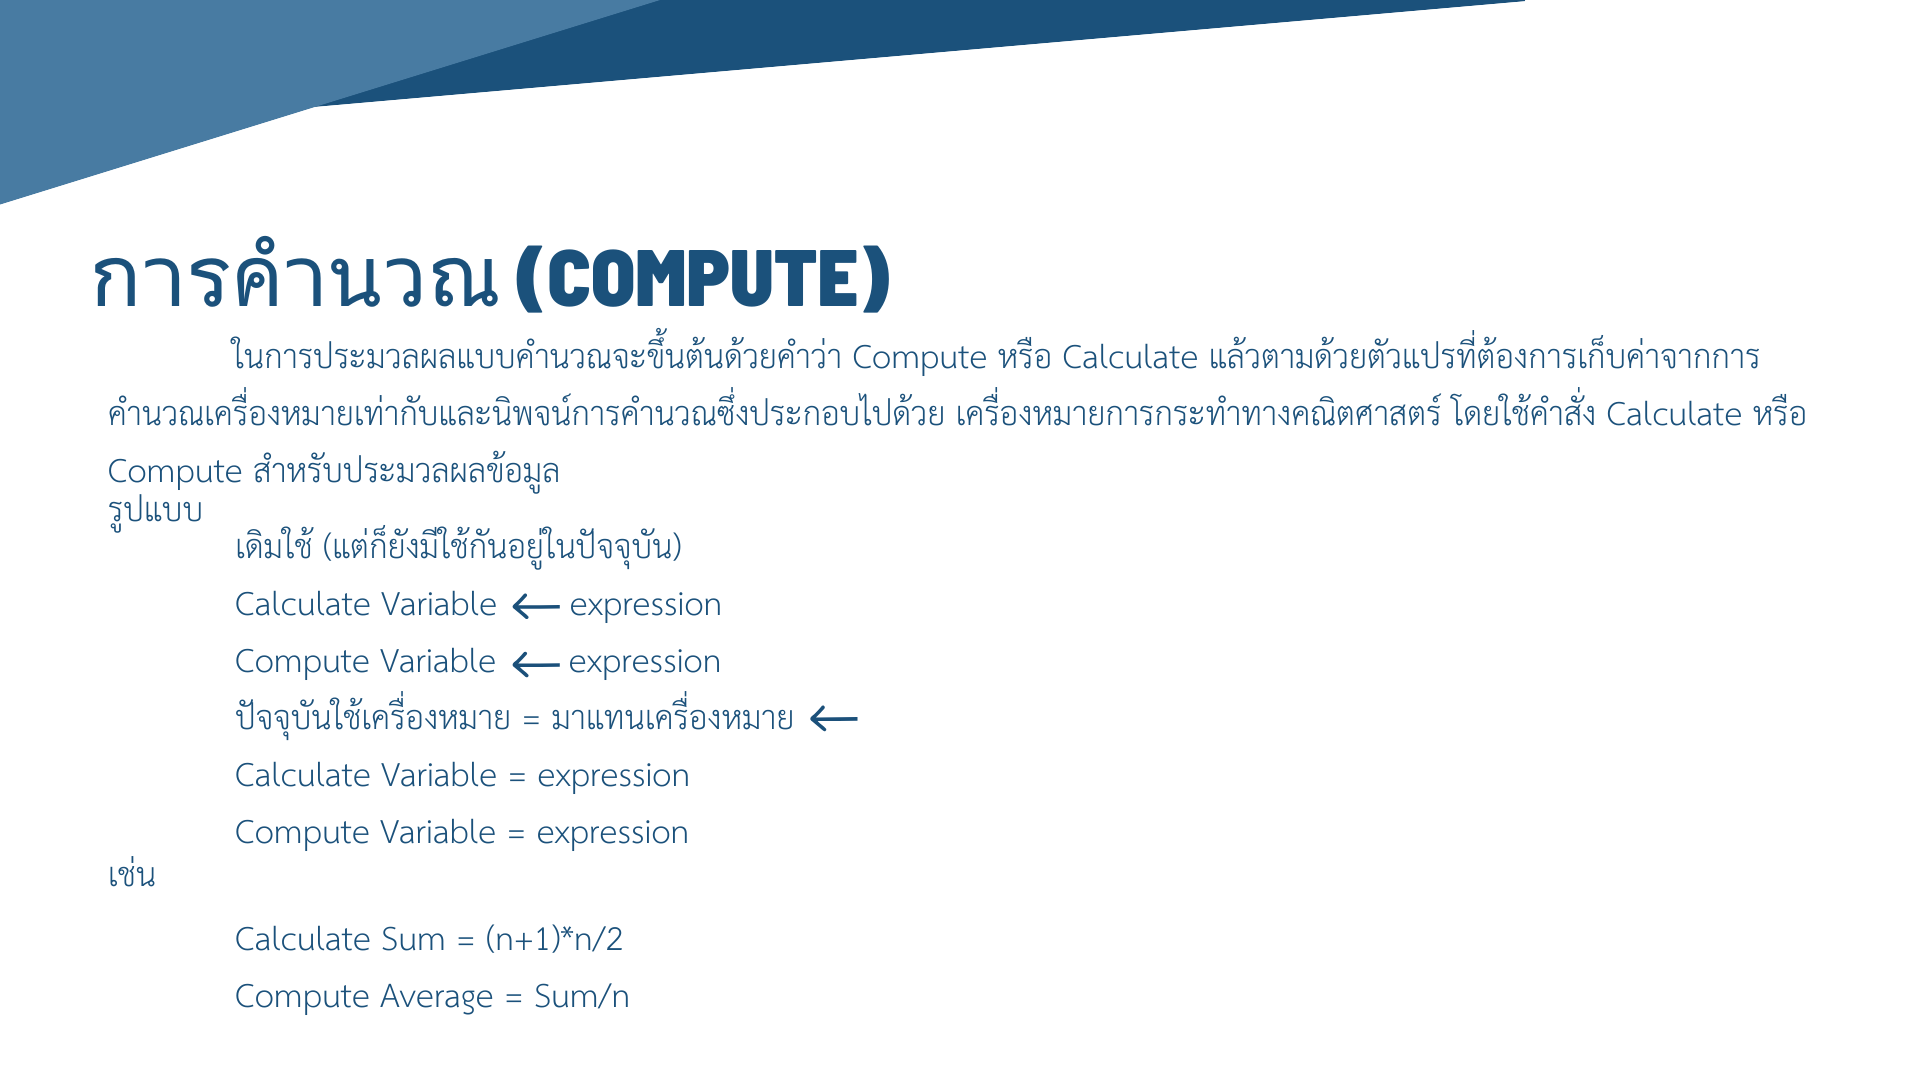 การคำนวณ (COMPUTE)
ในการประมวลผลแบบคำนวณจะขึ้นต้นด้วยคำว่า Compute หรือ Calculate แล้วตามด้วยตัวแปรที่ต้องการเก็บค่าจากการ
คำนวณเครื่องหมายเท่ากับและนิพจน์การคำนวณซึ่งประกอบไปด้วย เครื่องหมายการกระทำทางคณิตศาสตร์ โดยใช้คำสั่ง Calculate หรือ
Compute สำหรับประมวลผลข้อมูล
รูปแบบ
เดิมใช้ (แต่ก็ยังมีใช้กันอยู่ในปัจจุบัน)
Calculate Variable ← expression
Compute Variable ← expression
ปัจจุบันใช้เครื่องหมาย = มาแทนเครื่องหมาย ←
Calculate Variable = expression
Compute Variable = expression
เช่น
Calculate Sum = (n+1)*n/2
Compute Average = Sum/n